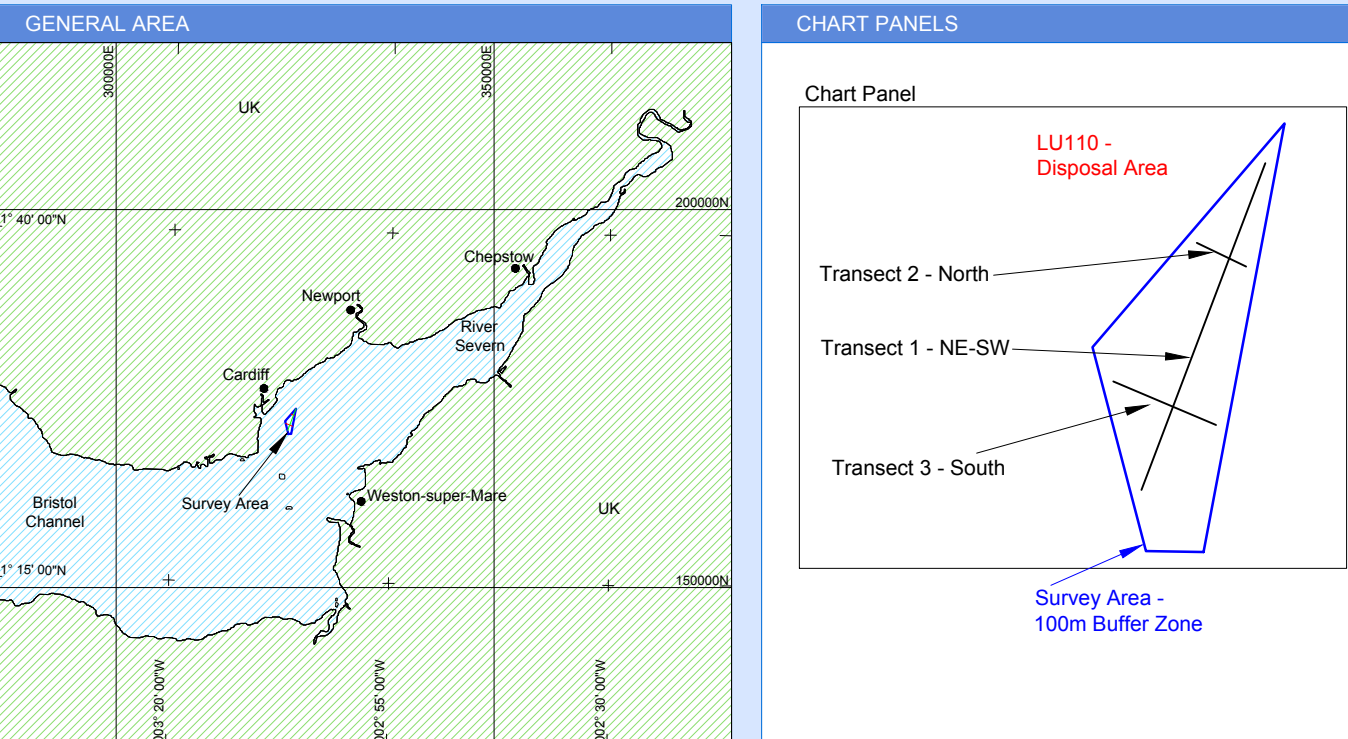 GENERAL AREA
300000E
350000E
UK
200000N
1° 40' 00"N
Chepstow
Newport
River
Severn
Cardiff
Bristol
Channel
Survey Area
Weston-super-Mare
UK
1° 15' 00"N
150000N
003° 20' 00"W
002° 55' 00"W
002° 30' 00"W
CHART PANELS
Chart Panel
LU110 -
Disposal Area
Transect 2 - North
Transect 1 - NE-SW
Transect 3 - South
Survey Area -
100m Buffer Zone